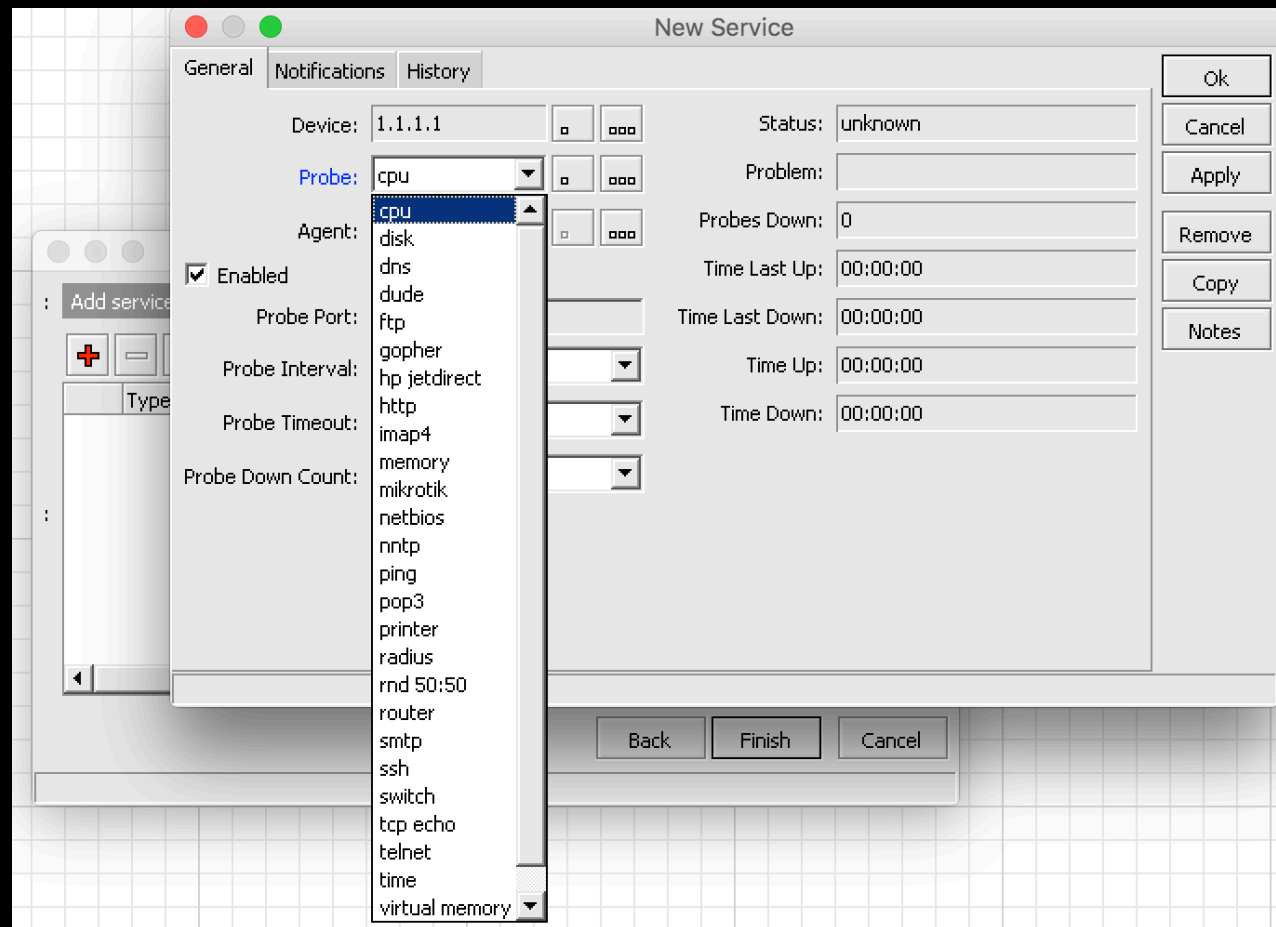 New Service
General Notifications History
Ok
Cancel
Apply
Remove
Copy
Notes
Device: 1.1.1.1
Probe: cpu
Agent:
Enabled
Probe Port:
Probe Interval:
Probe Timeout:
Probe Down Count:
cpu
disk
dns
dude
ftp
gopher
hp jetdirect
http
imap4
memory
mikrotik
netbios
nntp
ping
pop3
printer
radius
rnd 50:50
router
smtp
ssh
switch
tcp echo
telnet
time
virtual memory
Status: unknown
Problem:
Probes Down: 0
Time Last Up: 00:00:00
Time Last Down: 00:00:00
Time Up: 00:00:00
Time Down: 00:00:00
: Add service
Type
:
Back Finish Cancel